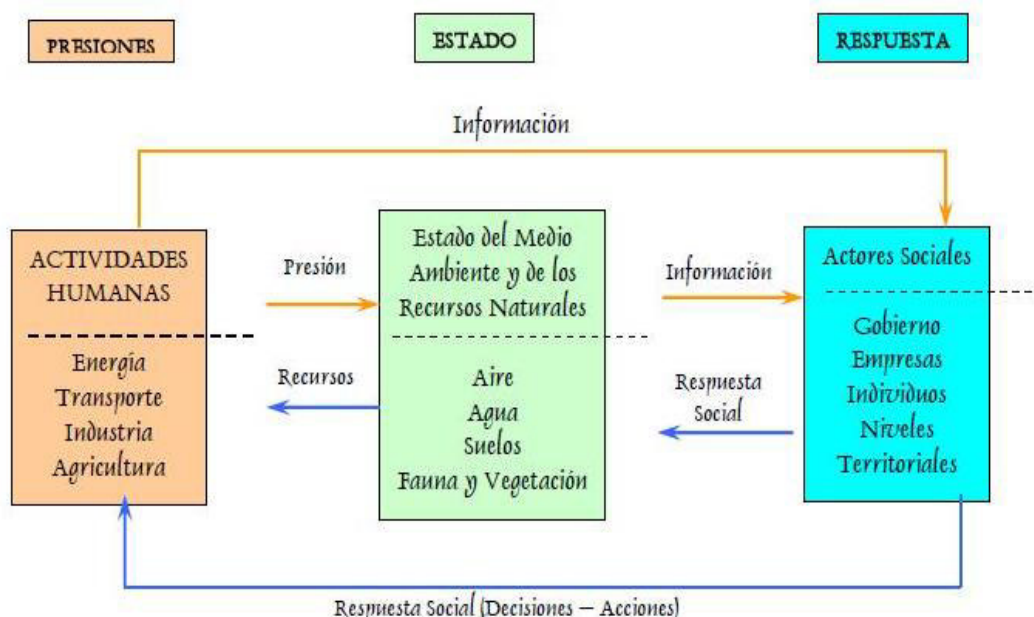 PRESIONES
ESTADO
RESPUESTA
Información
ACTIVIDADES
HUMANAS
Energía
Transporte
Industria
Agricultura
Presión
Recursos
Estado del Medio
Ambiente y de los
Recursos Naturales
Aire
Agua
Suelos
Fauna y Vegetación
Información
Respuesta
Social
Actores Sociales
Gobierno
Empresas
Individuos
Niveles
Territoriales
Respuesta Social (Decisiones – Acciones)